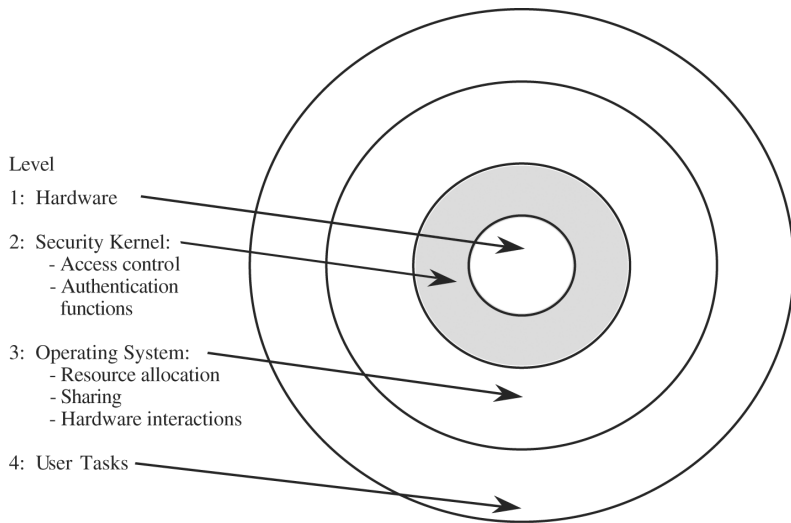 Level
1: Hardware
2: Security Kernel:
- Access control
- Authentication
functions
3: Operating System:
- Resource allocation
- Sharing
- Hardware interactions
4: User Tasks